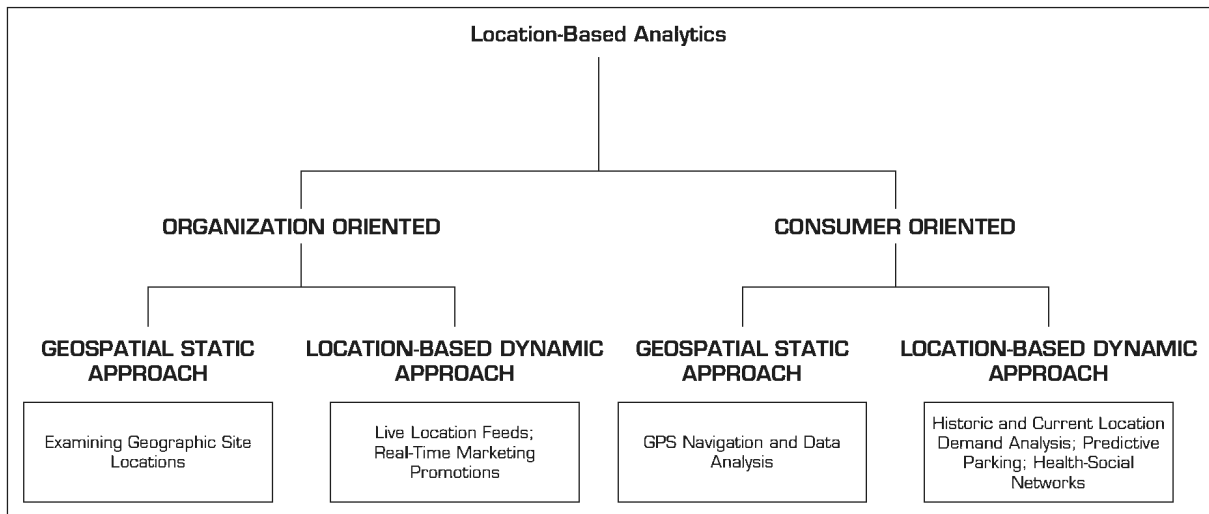 Location-Based Analytics
ORGANIZATION ORIENTED
CONSUMER ORIENTED
GEOSPATIAL STATIC
APPROACH
LOCATION-BASED DYNAMIC
APPROACH
GEOSPATIAL STATIC
APPROACH
LOCATION-BASED DYNAMIC
APPROACH
Examining Geographic Site
Locations
Live Location Feeds;
Real-Time Marketing
Promotions
GPS Navigation and Data
Analysis
Historic and Current Location
Demand Analysis; Predictive
Parking; Health-Social
Networks